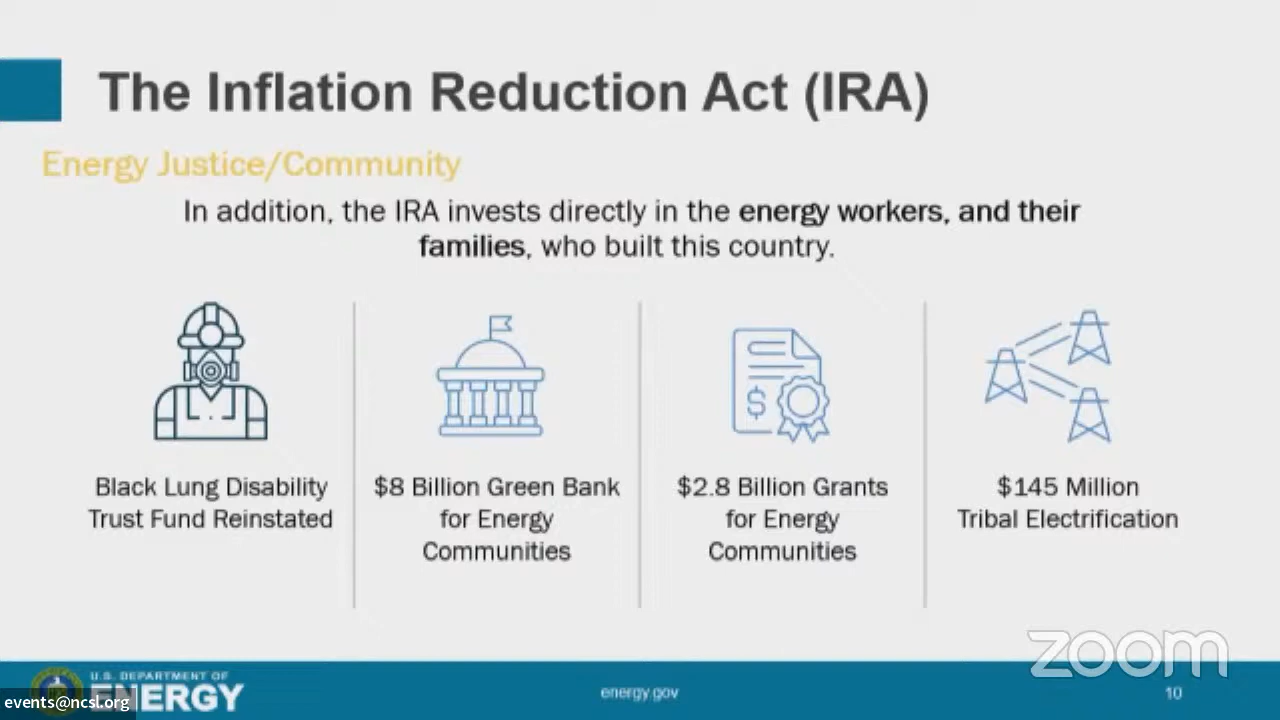 The Inflation Reduction Act (IRA)
Energy Justice/Community
In addition, the IRA invests directly in the energy workers, and their
families, who built this country.
Black Lung Disability
Trust Fund Reinstated
$8 Billion Green Bank
for Energy
Communities
$
$2.8 Billion Grants
for Energy
Communities
$145 Million
Tribal Electrification
zoom
U.S. DEPARTMENT OF
ENERGY
events@ncsl.org
energy.gov
10